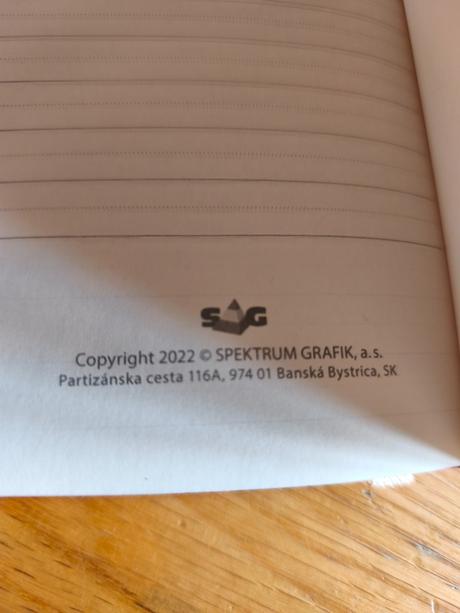 SG
Copyright 2022 © SPEKTRUM GRAFIK, a.s.
Partizánska cesta 116A, 974 01 Banská Bystrica, SK